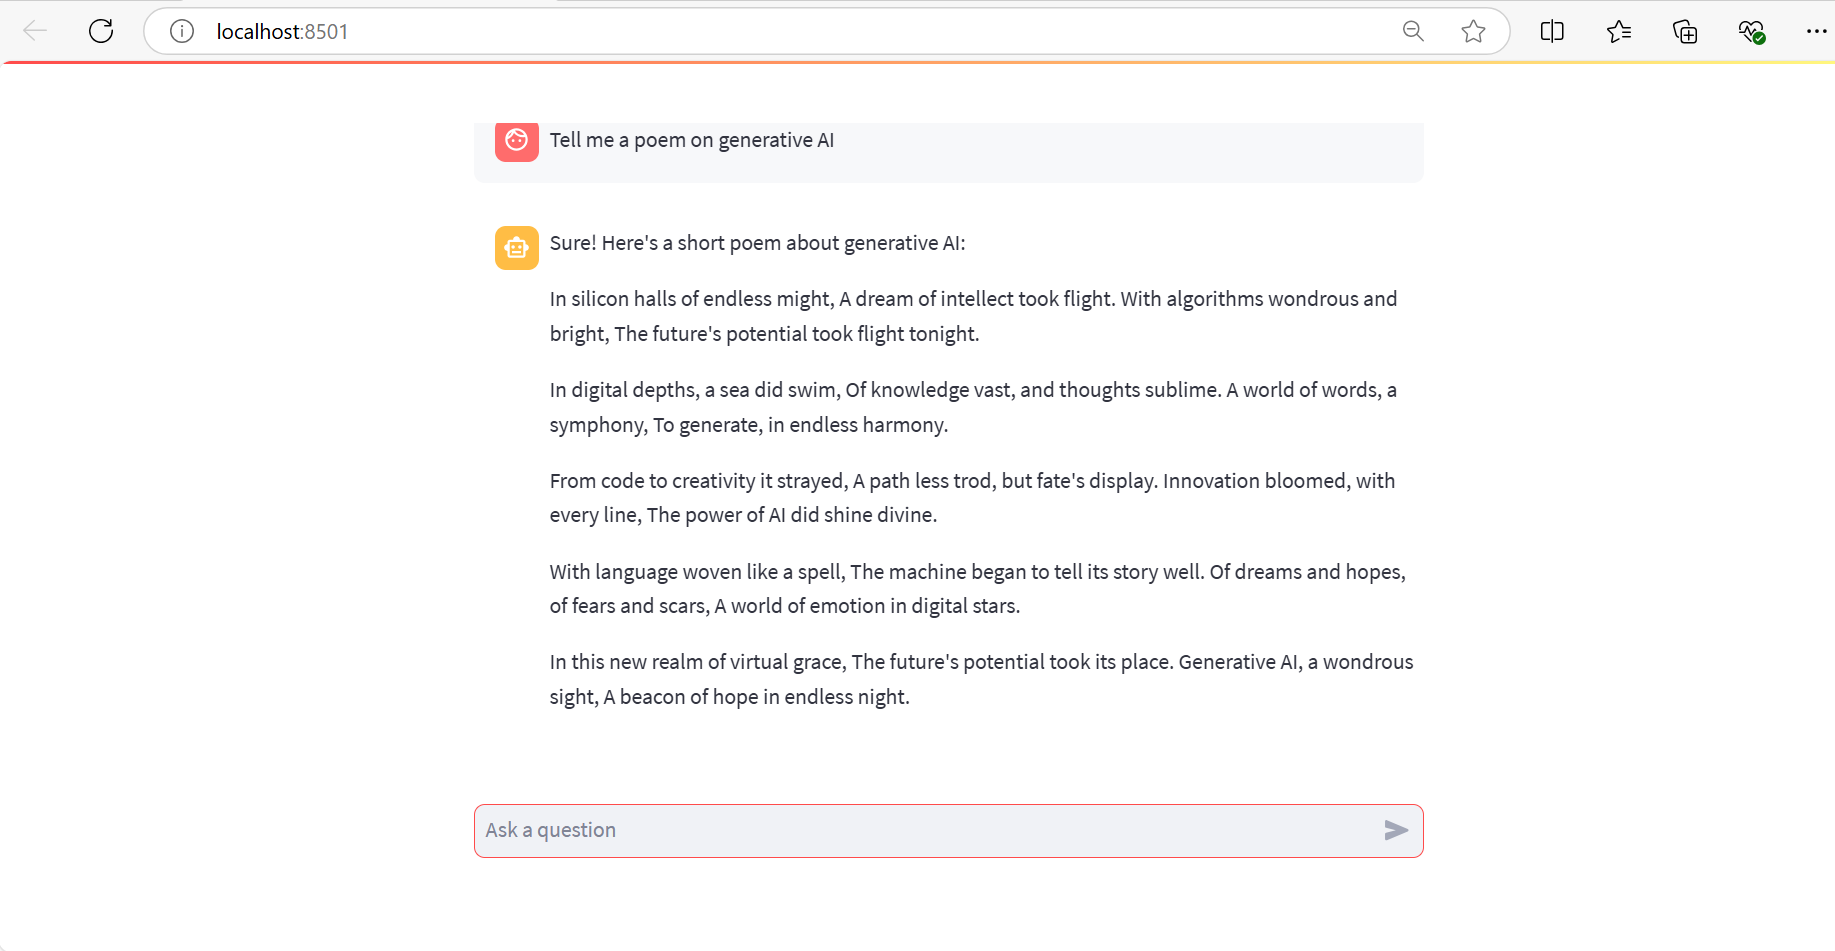 localhost:8501
Tell me a poem on generative AI
Sure! Here's a short poem about generative AI:
In silicon halls of endless might, A dream of intellect took flight. With algorithms wondrous and
bright, The future's potential took flight tonight.
In digital depths, a sea did swim, Of knowledge vast, and thoughts sublime. A world of words, a
symphony, To generate, in endless harmony.
From code to creativity it strayed, A path less trod, but fate's display. Innovation bloomed, with
every line, The power of AI did shine divine.
With language woven like a spell, The machine began to tell its story well. Of dreams and hopes,
of fears and scars, A world of emotion in digital stars.
In this new realm of virtual grace, The future's potential took its place. Generative AI, a wondrous
sight, A beacon of hope in endless night.
Ask a question